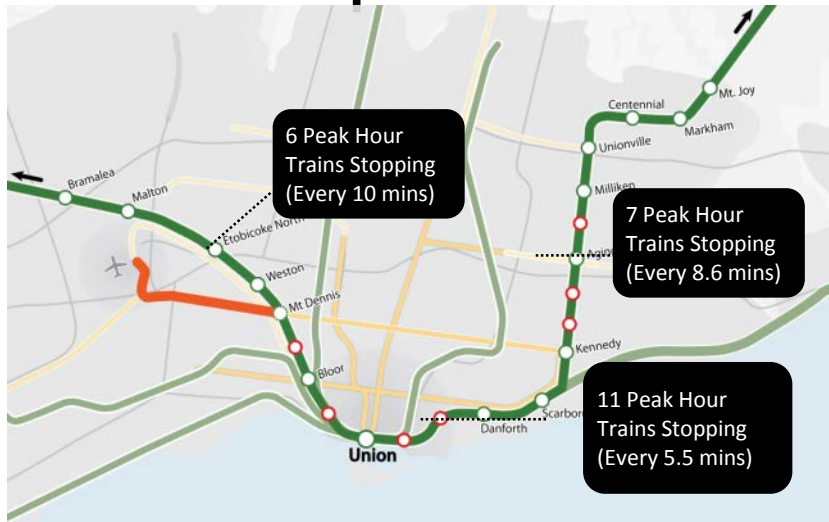 6 Peak Hour
Trains Stopping
(Every 10 mins)
7 Peak Hour
Trains Stopping
(Every 8.6 mins)
11 Peak Hour
Trains Stopping
(Every 5.5 mins)
Bramalea
Malton
Etobicoke North
Weston
Mt Dennis
Bloor
Union
Danforth
Kennedy
Milliken
Unionville
Centennial
Markham
Mt. Joy